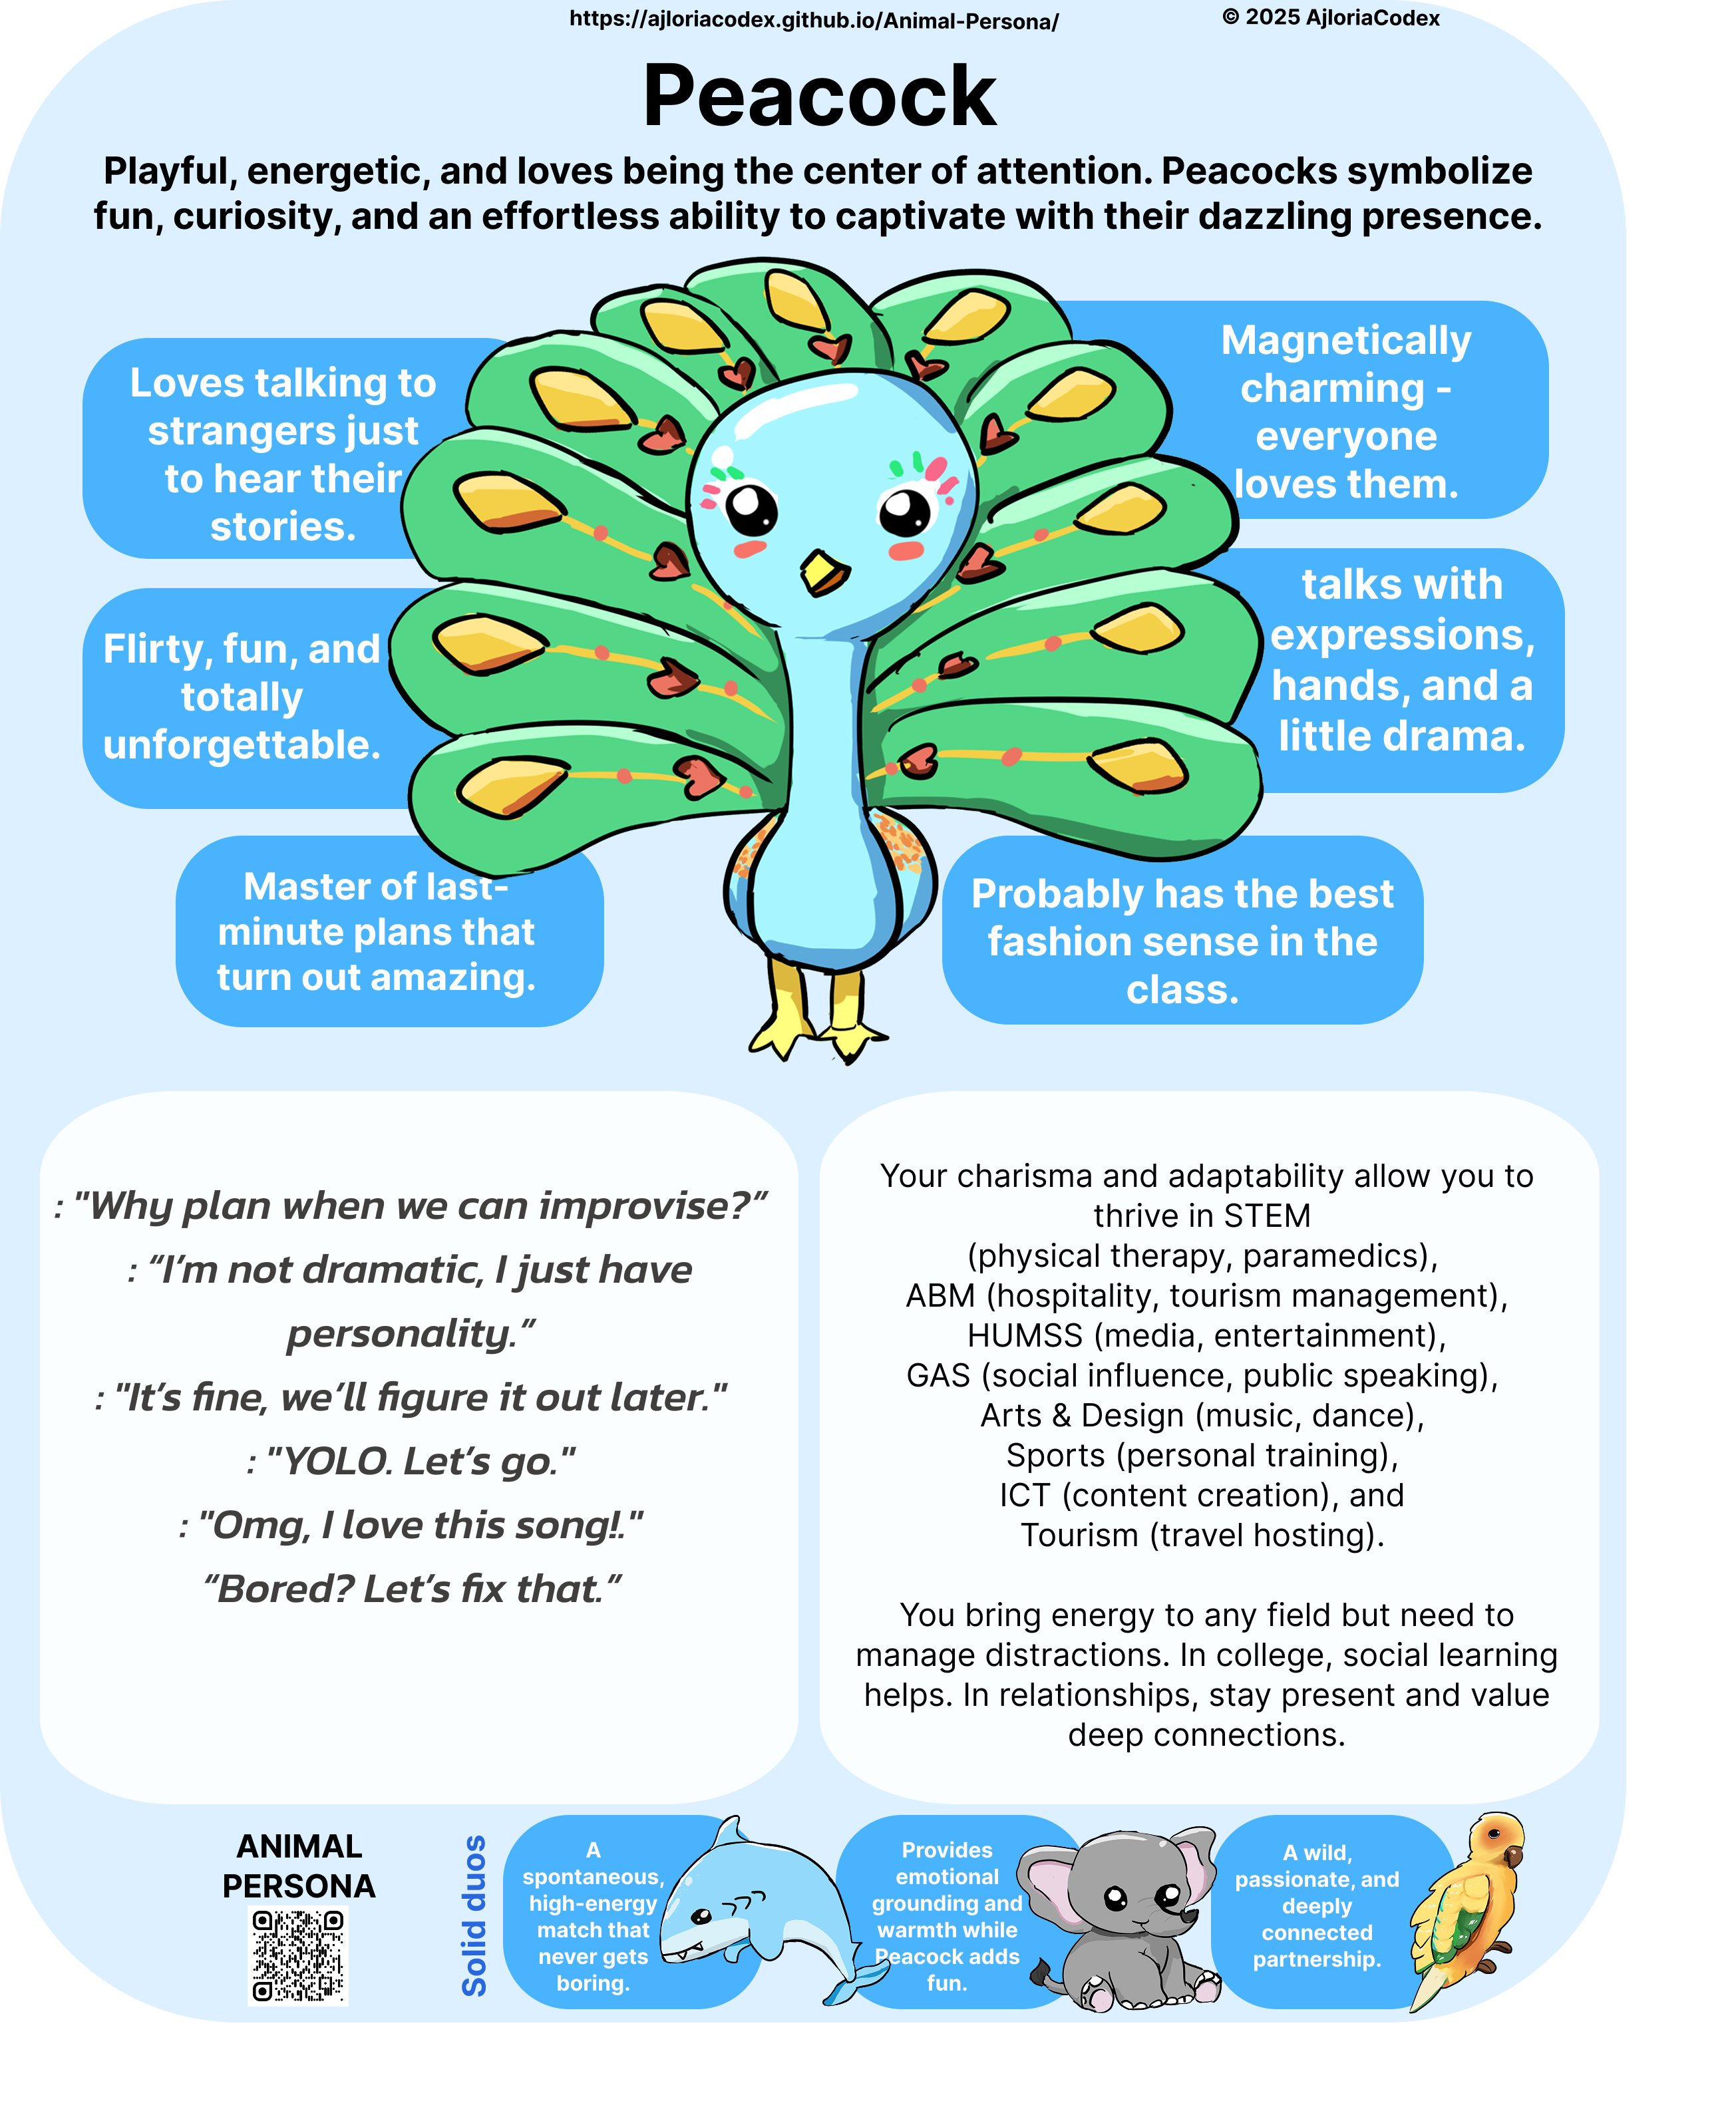 https://ajloriacodex.github.io/Animal-Persona/
© 2025 AjloriaCodex
Peacock
Playful, energetic, and loves being the center of attention. Peacocks symbolize
fun, curiosity, and an effortless ability to captivate with their dazzling presence.
Loves talking to
strangers just
to hear their
stories.
Magnetically
charming -
everyone
loves them.
Flirty, fun, and
totally
unforgettable.
talks with
expressions,
hands, and a
little drama.
Master of last-
minute plans that
turn out amazing.
Probably has the best
fashion sense in the
class.
: "Why plan when we can improvise?”
: “I’m not dramatic, I just have
personality.”
: "It’s fine, we’ll figure it out later."
: "YOLO. Let’s go."
: "Omg, I love this song!."
“Bored? Let’s fix that.”
Your charisma and adaptability allow you to
thrive in STEM
(physical therapy, paramedics),
ABM (hospitality, tourism management),
HUMSS (media, entertainment),
GAS (social influence, public speaking),
Arts & Design (music, dance),
Sports (personal training),
ICT (content creation), and
Tourism (travel hosting).
You bring energy to any field but need to
manage distractions. In college, social learning
helps. In relationships, stay present and value
deep connections.
ANIMAL
PERSONA
Solid duos
A
spontaneous,
high-energy
match that
never gets
boring.
Provides
emotional
grounding and
warmth while
Peacock adds
fun.
A wild,
passionate, and
deeply
connected
partnership.